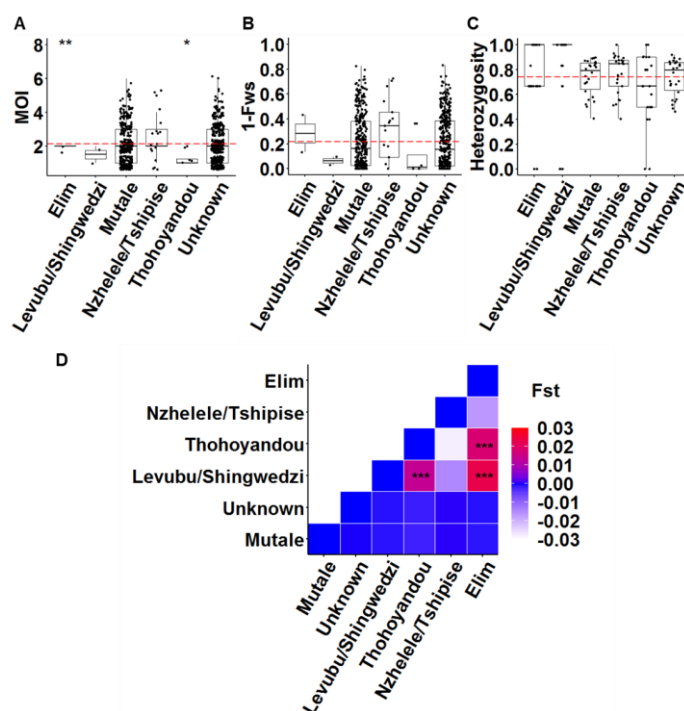 A
B
C
**
*
MOI
8
6
4
2
1-Fws
1.0
0.8
0.6
0.4
0.2
0.0
Heterozygosity
1.0
0.8
0.6
0.4
0.2
0.0
Elim
Levubu/Shingwedzi
Mutale
Nzhelele/Tshipise
Thohoyandou
Unknown
Elim
Levubu/Shingwedzi
Mutale
Nzhelele/Tshipise
Thohoyandou
Unknown
Elim
Levubu/Shingwedzi
Mutale
Nzhelele/Tshipise
Thohoyandou
Unknown
D
Elim
Nzhelele/Tshipise
Thohoyandou
***
Levubu/Shingwedzi
***
***
Unknown
Mutale
Mutale
Unknown
Levubu/Shingwedzi
Thohoyandou
Nzhelele/Tshipise
Elim
Fst
0.03
0.02
0.01
0.00
-0.01
-0.02
-0.03